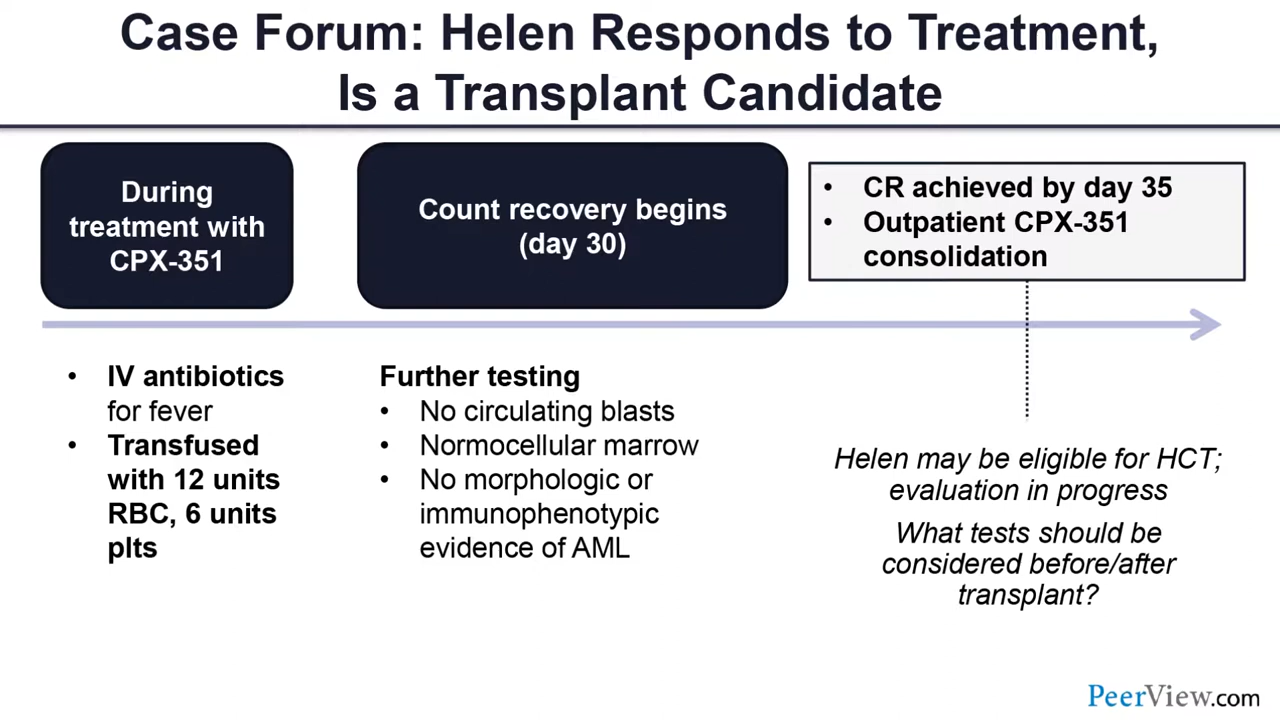 Case Forum: Helen Responds to Treatment,
Is a Transplant Candidate
During
treatment with
CPX-351
Count recovery begins
(day 30)
• CR achieved by day 35
• Outpatient CPX-351
consolidation
• IV antibiotics
for fever
• Transfused
with 12 units
RBC, 6 units
plts
Further testing
• No circulating blasts
• Normocellular marrow
• No morphologic or
immunophenotypic
evidence of AML
Helen may be eligible for HCT;
evaluation in progress
What tests should be
considered before/after
transplant?
PeerView.com